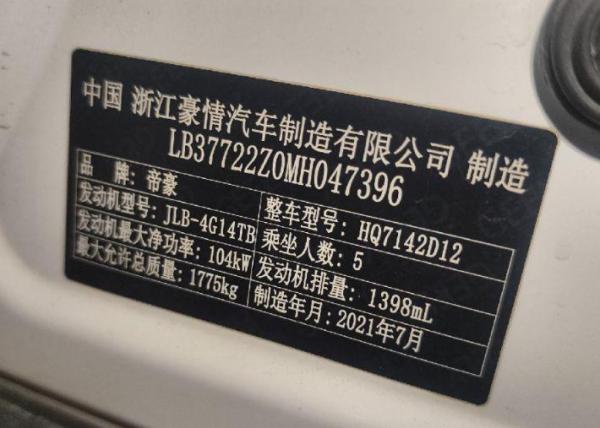 中国 浙江豪情汽车制造有限公司 制造
LB37722Z0MH047396
品 牌: 帝豪 整车型号: HQ7142D12
发动机型号: JLB-4G14TB 乘坐人数: 5
发动机最大净功率: 104kW 发动机排量: 1398mL
最大允许总质量: 1775kg 制造年月: 2021年7月